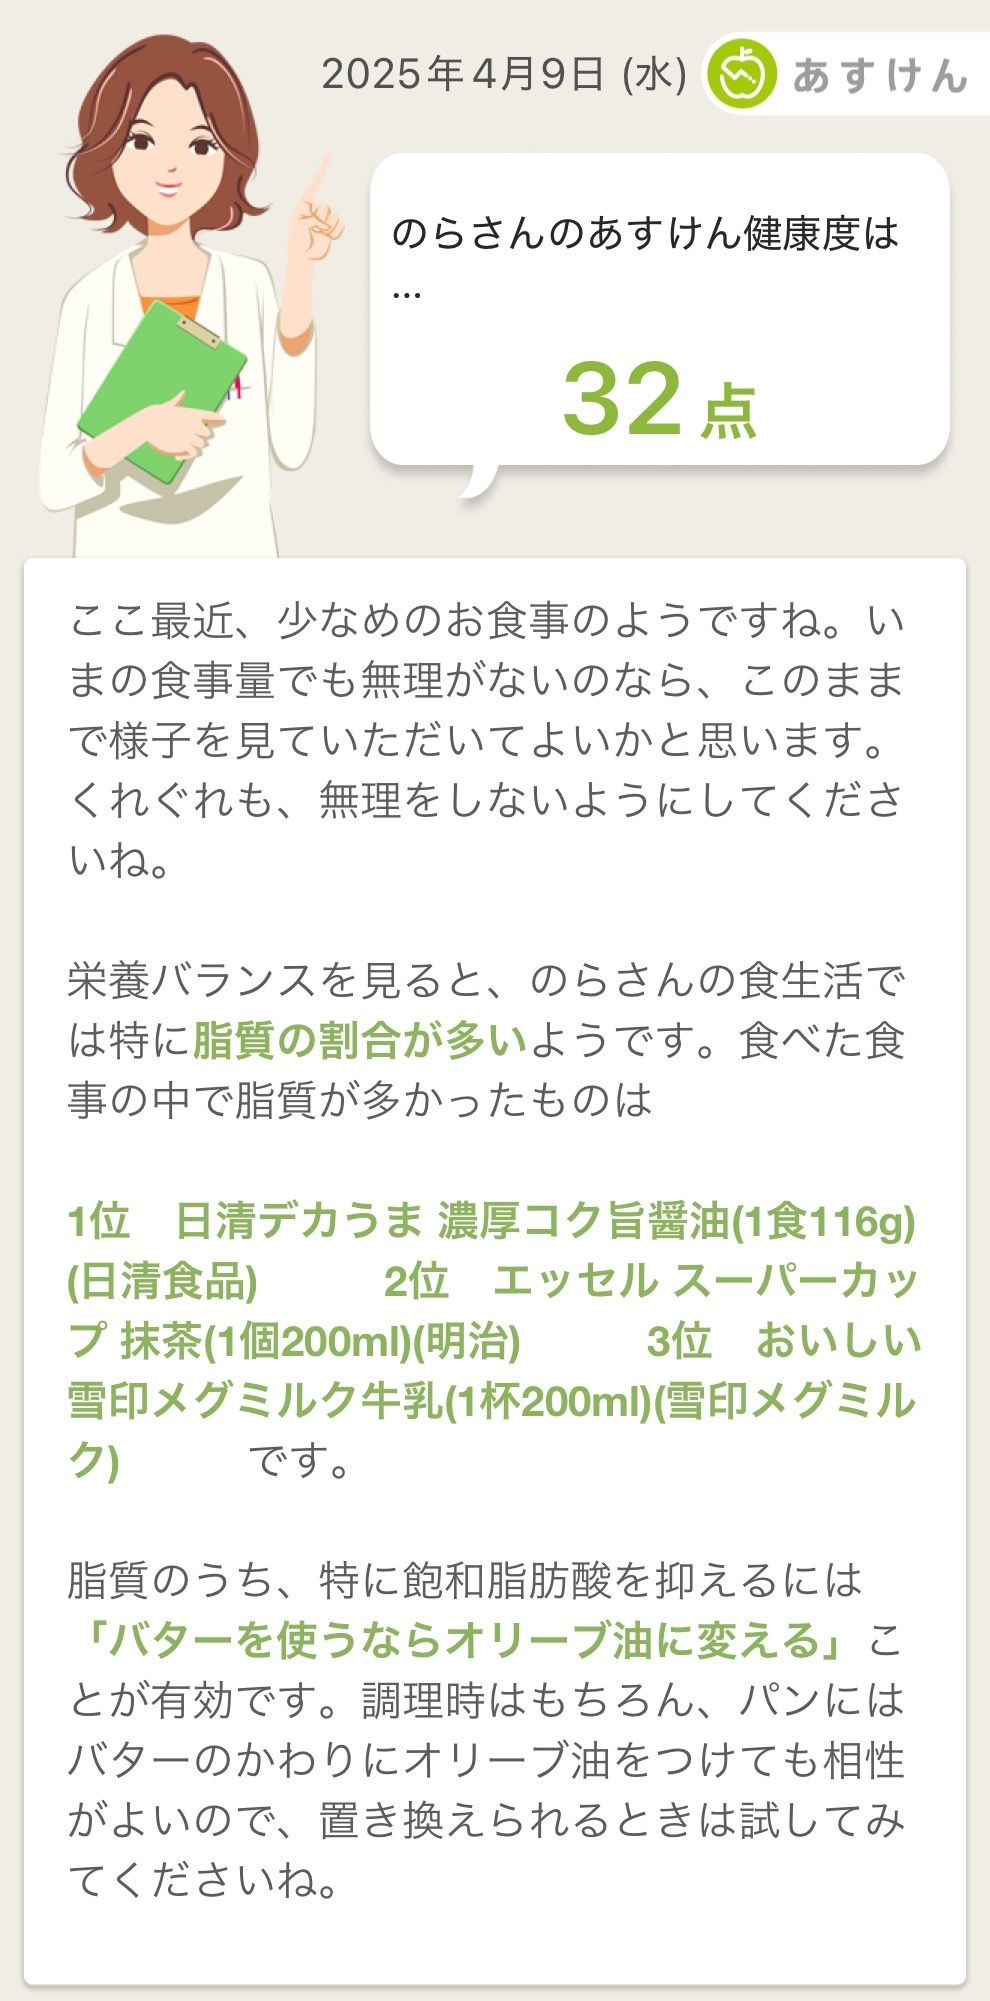 2025年4月9日 (水)
あすけん
のらさんのあすけん健康度は
…
32 点
ここ最近、少なめのお食事のようですね。い
まの食事量でも無理がないのなら、このまま
で様子を見ていただいてよいかと思います。
くれぐれも、無理をしないようにしてくださ
いね。
栄養バランスを見ると、のらさんの食生活で
は特に脂質の割合が多いようです。食べた食
事の中で脂質が多かったものは
1位　日清デカうま 濃厚コク旨醤油(1食116g)
(日清食品)　　　2位　エッセル スーパーカッ
プ 抹茶(1個200ml)(明治)　　　3位　おいしい
雪印メグミルク牛乳(1杯200ml)(雪印メグミル
ク)　　　です。
脂質のうち、特に飽和脂肪酸を抑えるには
「バターを使うならオリーブ油に変える」こ
とが有効です。調理時はもちろん、パンには
バターのかわりにオリーブ油をつけても相性
がよいので、置き換えられるときは試してみ
てくださいね。